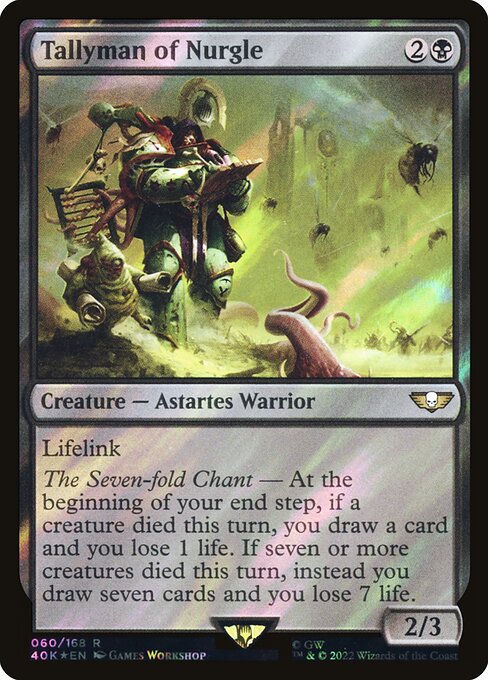 Tallyman of Nurgle 2
Creature — Astartes Warrior
Lifelink
The Seven-fold Chant — At the
beginning of your end step, if a
creature died this turn, you draw a card
and you lose 1 life. If seven or more
creatures died this turn, instead you
draw seven cards and you lose 7 life.
2/3
060/168 R
40K★EN Games Workshop
© GW
™ & © 2022 Wizards of the Coast